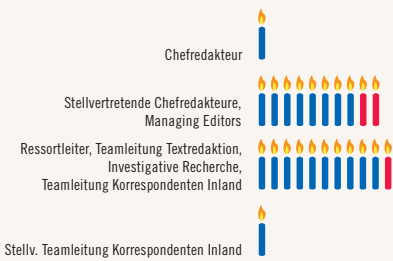 Chefredakteur
Stellvertretende Chefredakteure,
Managing Editors
Ressortleiter, Teamleitung Textredaktion,
Investigative Recherche,
Teamleitung Korrespondenten Inland
Stellv. Teamleitung Korrespondenten Inland